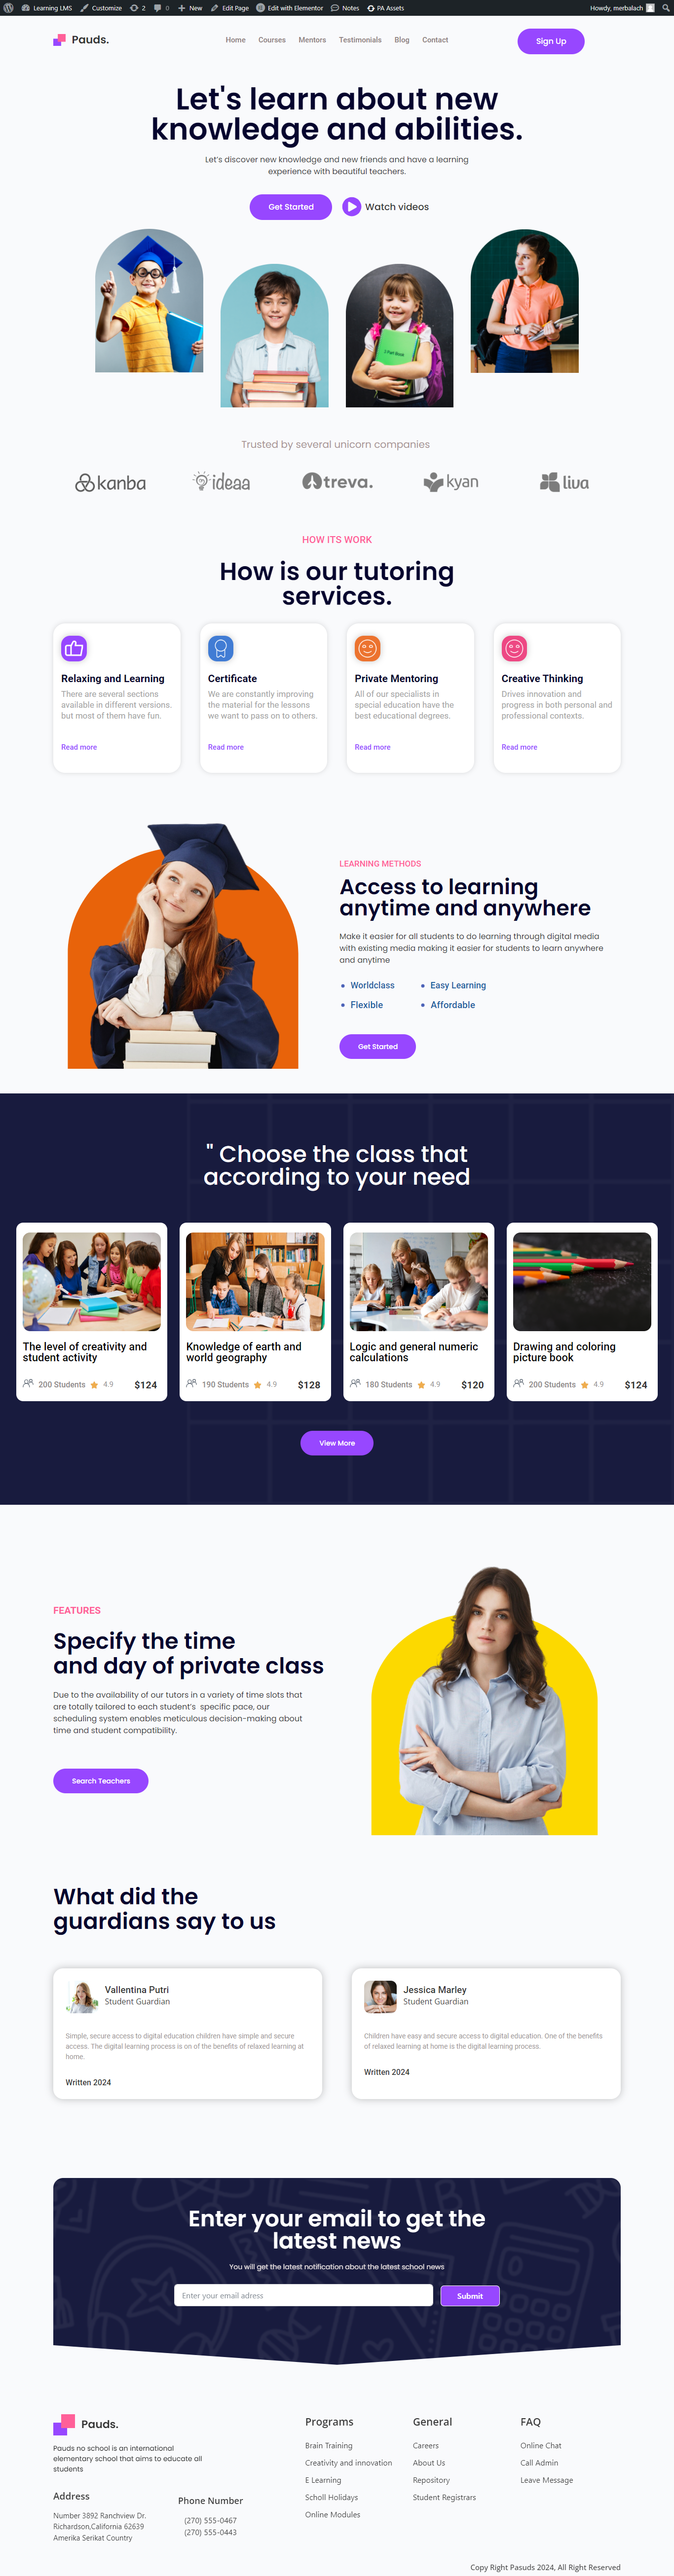 Learning LMS Customize 2 0 New Edit Page Edit with Elementor Notes PA Assets Howdy, merbalach
Pauds. Home Courses Mentors Testimonials Blog Contact Sign Up
Let's learn about new
knowledge and abilities.
Let's discover new knowledge and new friends and have a learning
experience with beautiful teachers.
Get Started Watch videos
Trusted by several unicorn companies
kanba ideaa treva. kyan liva
HOW ITS WORK
How is our tutoring
services.
Relaxing and Learning
There are several sections
available in different versions.
but most of them have fun.
Read more
Certificate
We are constantly improving
the material for the lessons
we want to pass on to others.
Read more
Private Mentoring
All of our specialists in
special education have the
best educational degrees.
Read more
Creative Thinking
Drives innovation and
progress in both personal and
professional contexts.
Read more
LEARNING METHODS
Access to learning
anytime and anywhere
Make it easier for all students to do learning through digital media
with existing media making it easier for students to learn anywhere
and anytime
Worldclass Easy Learning
Flexible Affordable
Get Started
" Choose the class that
according to your need
The level of creativity and
student activity
200 Students 4.9 $124
Knowledge of earth and
world geography
190 Students 4.9 $128
Logic and general numeric
calculations
180 Students 4.9 $120
Drawing and coloring
picture book
200 Students 4.9 $124
View More
FEATURES
Specify the time
and day of private class
Due to the availability of our tutors in a variety of time slots that
are totally tailored to each student's specific pace, our
scheduling system enables meticulous decision-making about
time and student compatibility.
Search Teachers
What did the
guardians say to us
Vallentina Putri
Student Guardian
Simple, secure access to digital education children have simple and secure
access. The digital learning process is on of the benefits of relaxed learning at
home.
Written 2024
Jessica Marley
Student Guardian
Children have easy and secure access to digital education. One of the benefits
of relaxed learning at home is the digital learning process.
Written 2024
Enter your email to get the
latest news
You will get the latest notification about the latest school news
Enter your email adress Submit
Pauds.
Pauds no school is an international
elementary school that aims to educate all
students
Address
Number 3892 Ranchview Dr.
Richardson,California 62639
Amerika Serikat Country
Phone Number
(270) 555-0467
(270) 555-0443
Programs
Brain Training
Creativity and innovation
E Learning
Scholl Holidays
Online Modules
General
Careers
About Us
Repository
Student Registrars
FAQ
Online Chat
Call Admin
Leave Message
Copy Right Pasuds 2024, All Right Reserved